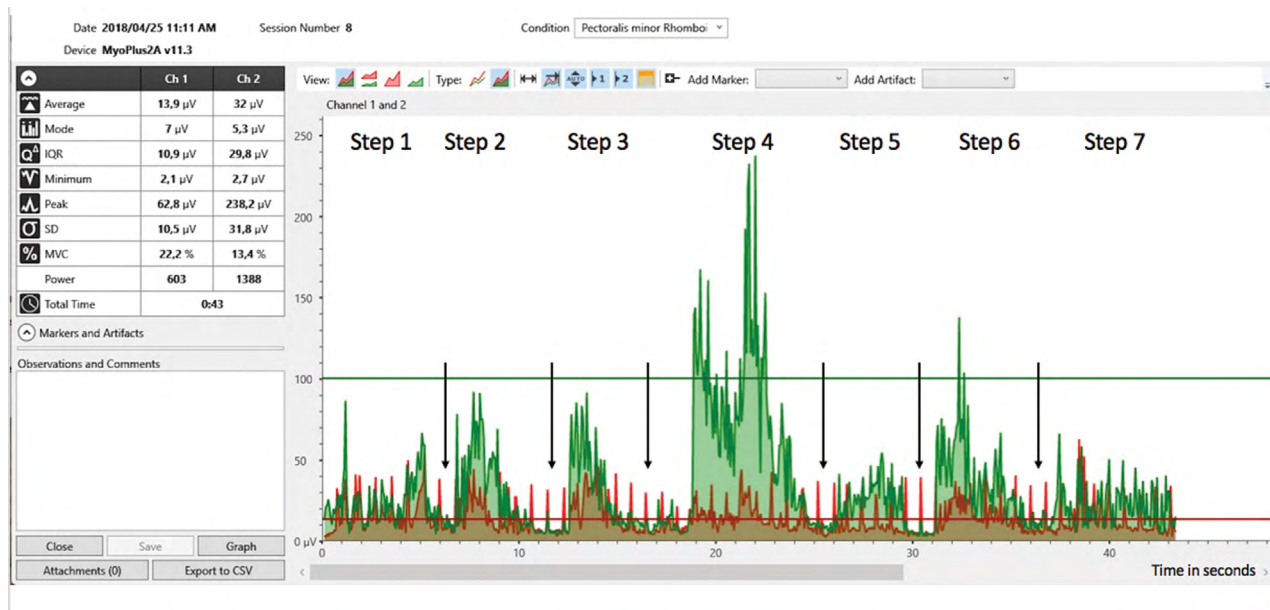 Date 2018/04/25 11:11 AM Session Number 8 Condition Pectoralis minor Rhomboi
Device MyoPlus2A v11.3
Ch 1 Ch 2
Average 13,9 µV 32 µV
Mode 7 µV 5,3 µV
IQR 10,9 µV 29,8 µV
Minimum 2,1 µV 2,7 µV
Peak 62,8 µV 238,2 µV
SD 10,5 µV 31,8 µV
% MVC 22,2 % 13,4 %
Power 603 1388
Total Time 0:43
Markers and Artifacts
Observations and Comments
Close Save Graph
Attachments (0) Export to CSV
View: Type: AUTO 1 2 Add Marker: Add Artifact:
Channel 1 and 2
Step 1 Step 2 Step 3 Step 4 Step 5 Step 6 Step 7
250
200
150
100
50
0 µV
0 10 20 30 40
Time in seconds